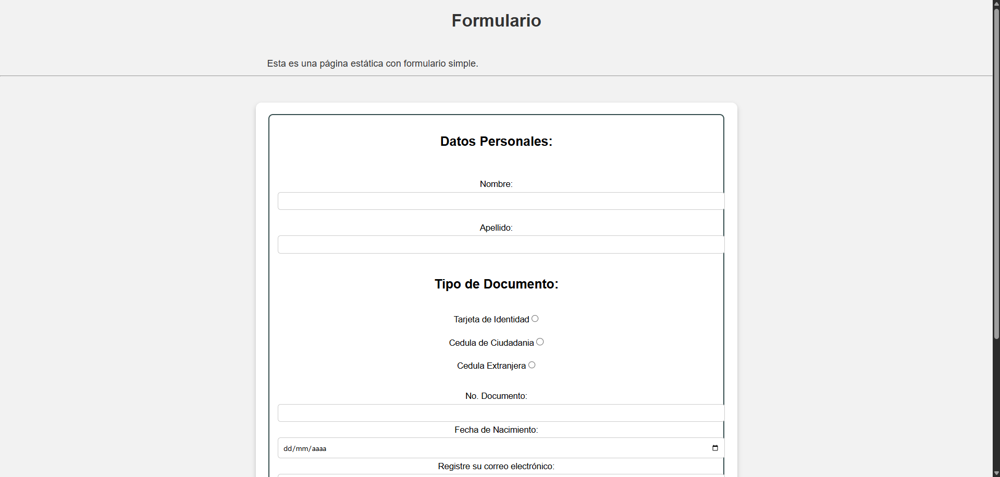 Formulario
Esta es una página estática con formulario simple.
Datos Personales:
Nombre:
Apellido:
Tipo de Documento:
Tarjeta de Identidad
Cedula de Ciudadania
Cedula Extranjera
No. Documento:
Fecha de Nacimiento:
dd/mm/aaaa
Registre su correo electrónico: